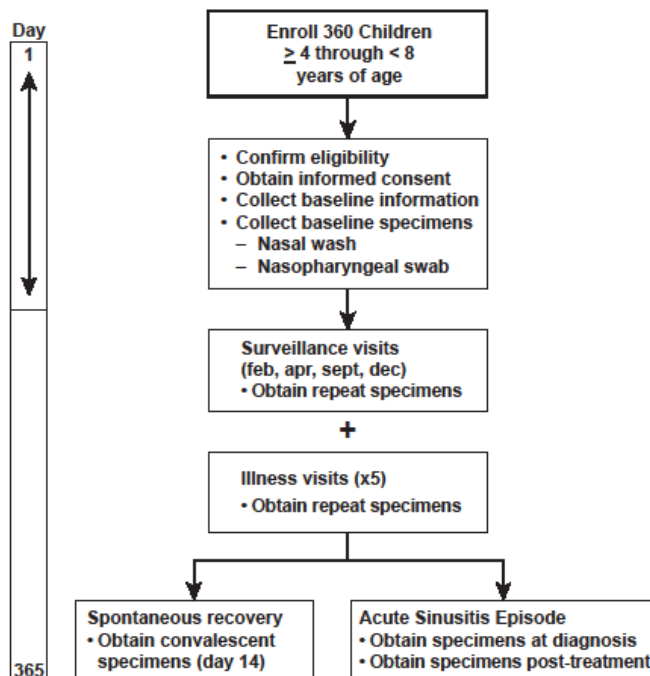 Day
1
365
Enroll 360 Children
≥ 4 through < 8
years of age
• Confirm eligibility
• Obtain informed consent
• Collect baseline information
• Collect baseline specimens
– Nasal wash
– Nasopharyngeal swab
Surveillance visits
(feb, apr, sept, dec)
• Obtain repeat specimens
+
Illness visits (x5)
• Obtain repeat specimens
Spontaneous recovery
• Obtain convalescent
specimens (day 14)
Acute Sinusitis Episode
• Obtain specimens at diagnosis
• Obtain specimens post-treatment